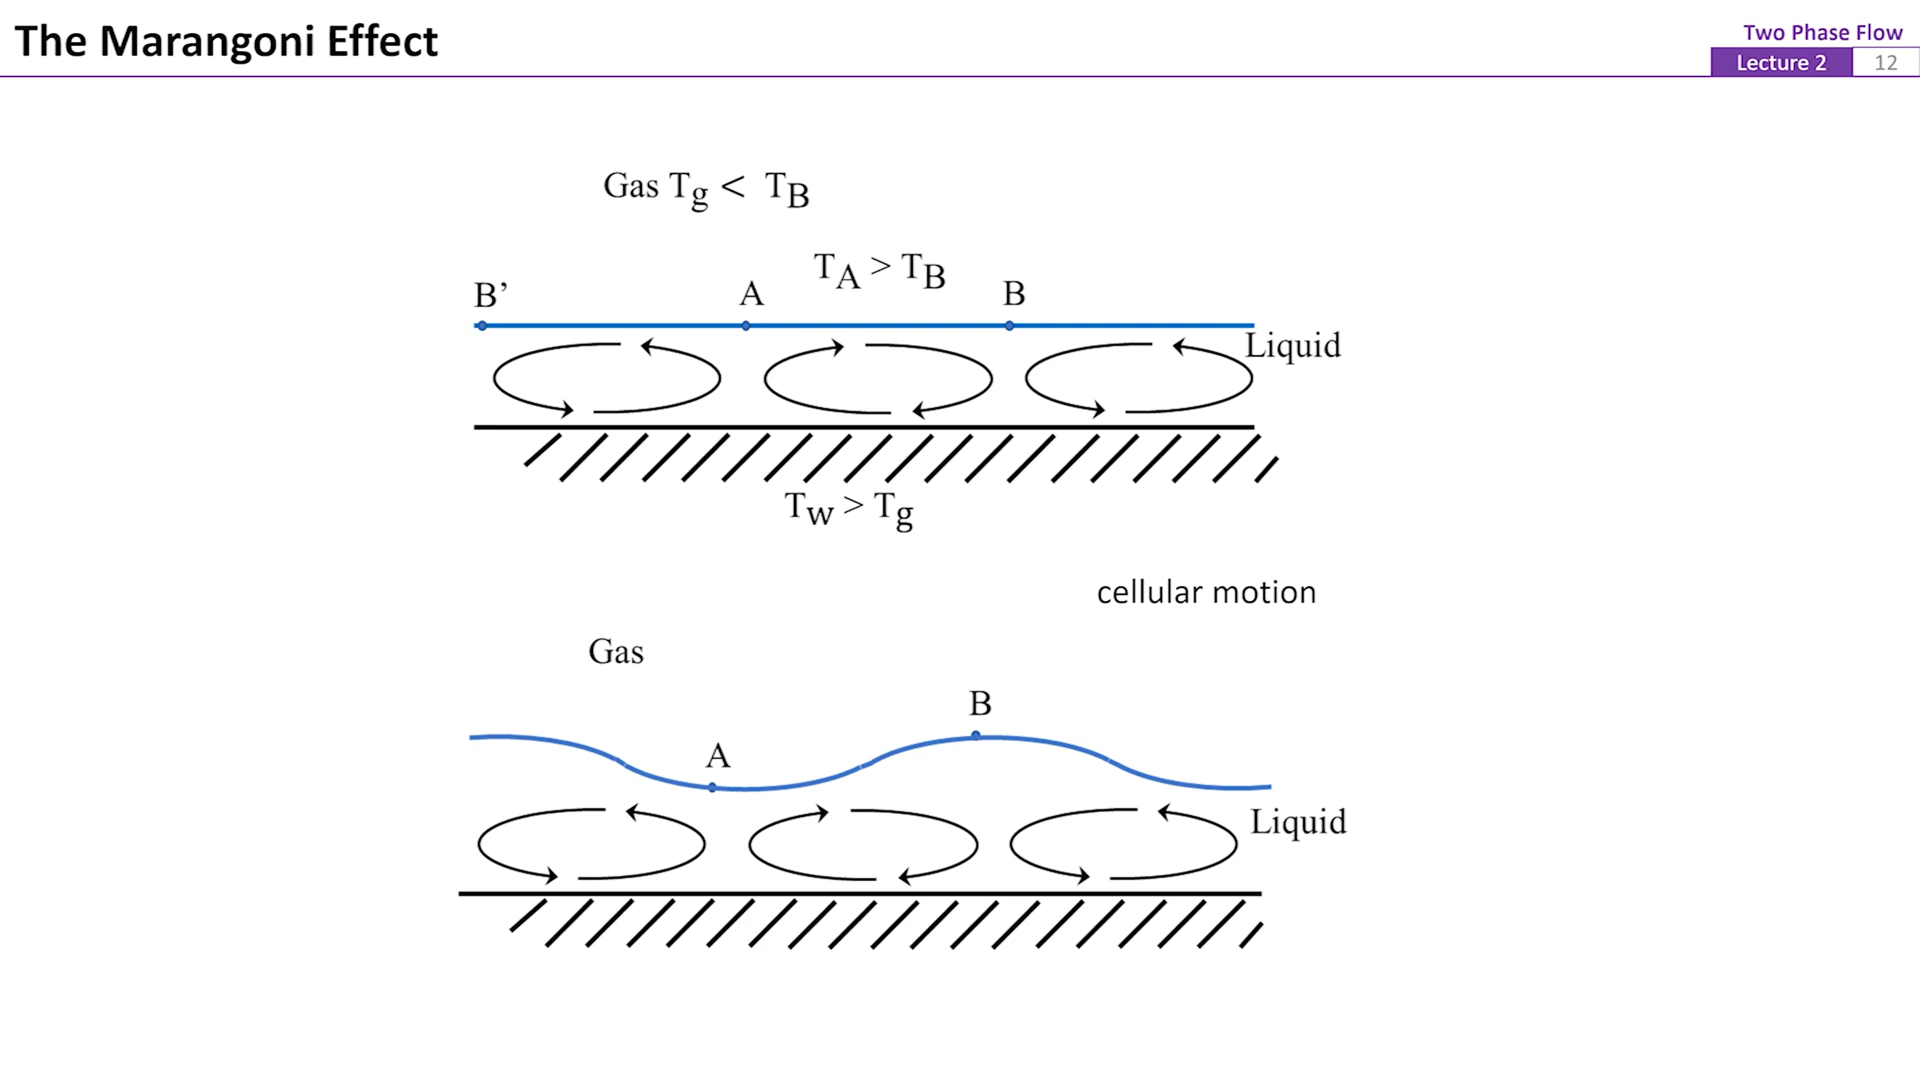 The Marangoni Effect
Two Phase Flow
Lecture 2 12
Gas Tg < TB
TA > TB
B’ A B
Liquid
Tw > Tg
cellular motion
Gas
B
A
Liquid